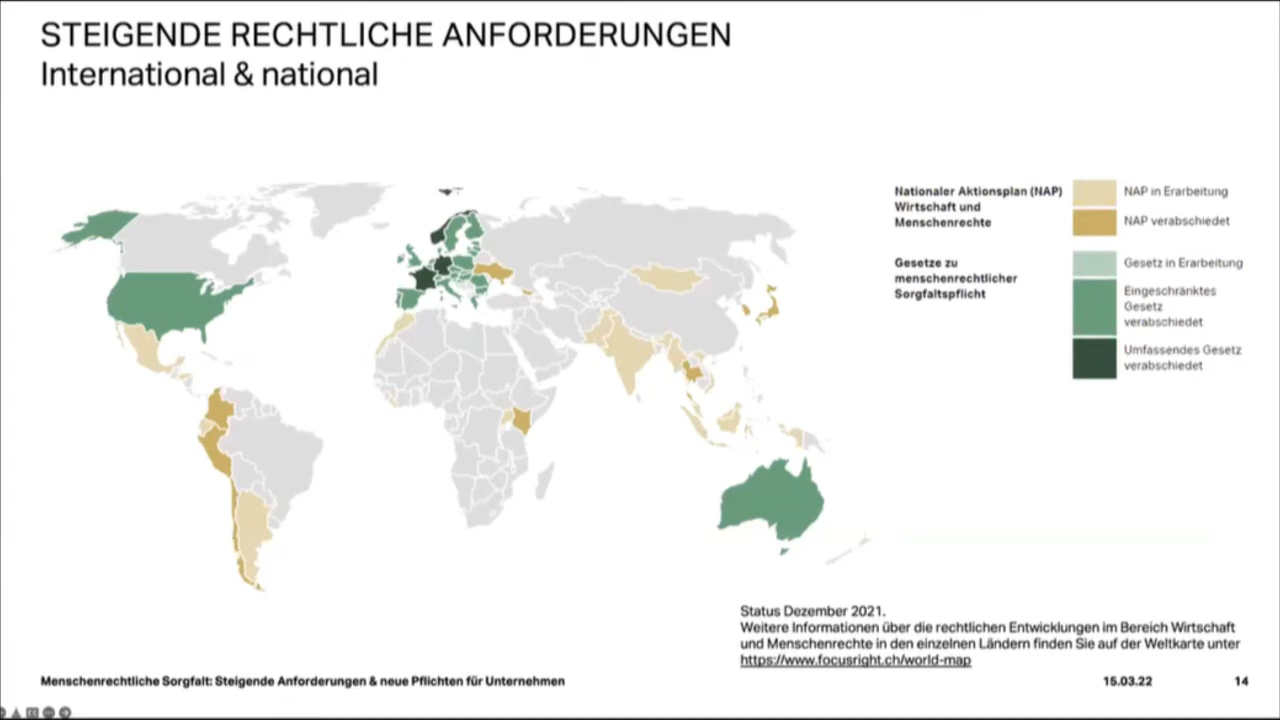 STEIGENDE RECHTLICHE ANFORDERUNGEN
International & national
Nationaler Aktionsplan (NAP)
Wirtschaft und
Menschenrechte
NAP in Erarbeitung
NAP verabschiedet
Gesetze zu
menschenrechtlicher
Sorgfaltspflicht
Gesetz in Erarbeitung
Eingeschränktes
Gesetz
verabschiedet
Umfassendes Gesetz
verabschiedet
Status Dezember 2021.
Weitere Informationen über die rechtlichen Entwicklungen im Bereich Wirtschaft
und Menschenrechte in den einzelnen Ländern finden Sie auf der Weltkarte unter
https://www.focusright.ch/world-map
Menschenrechtliche Sorgfalt: Steigende Anforderungen & neue Pflichten für Unternehmen
15.03.22
14